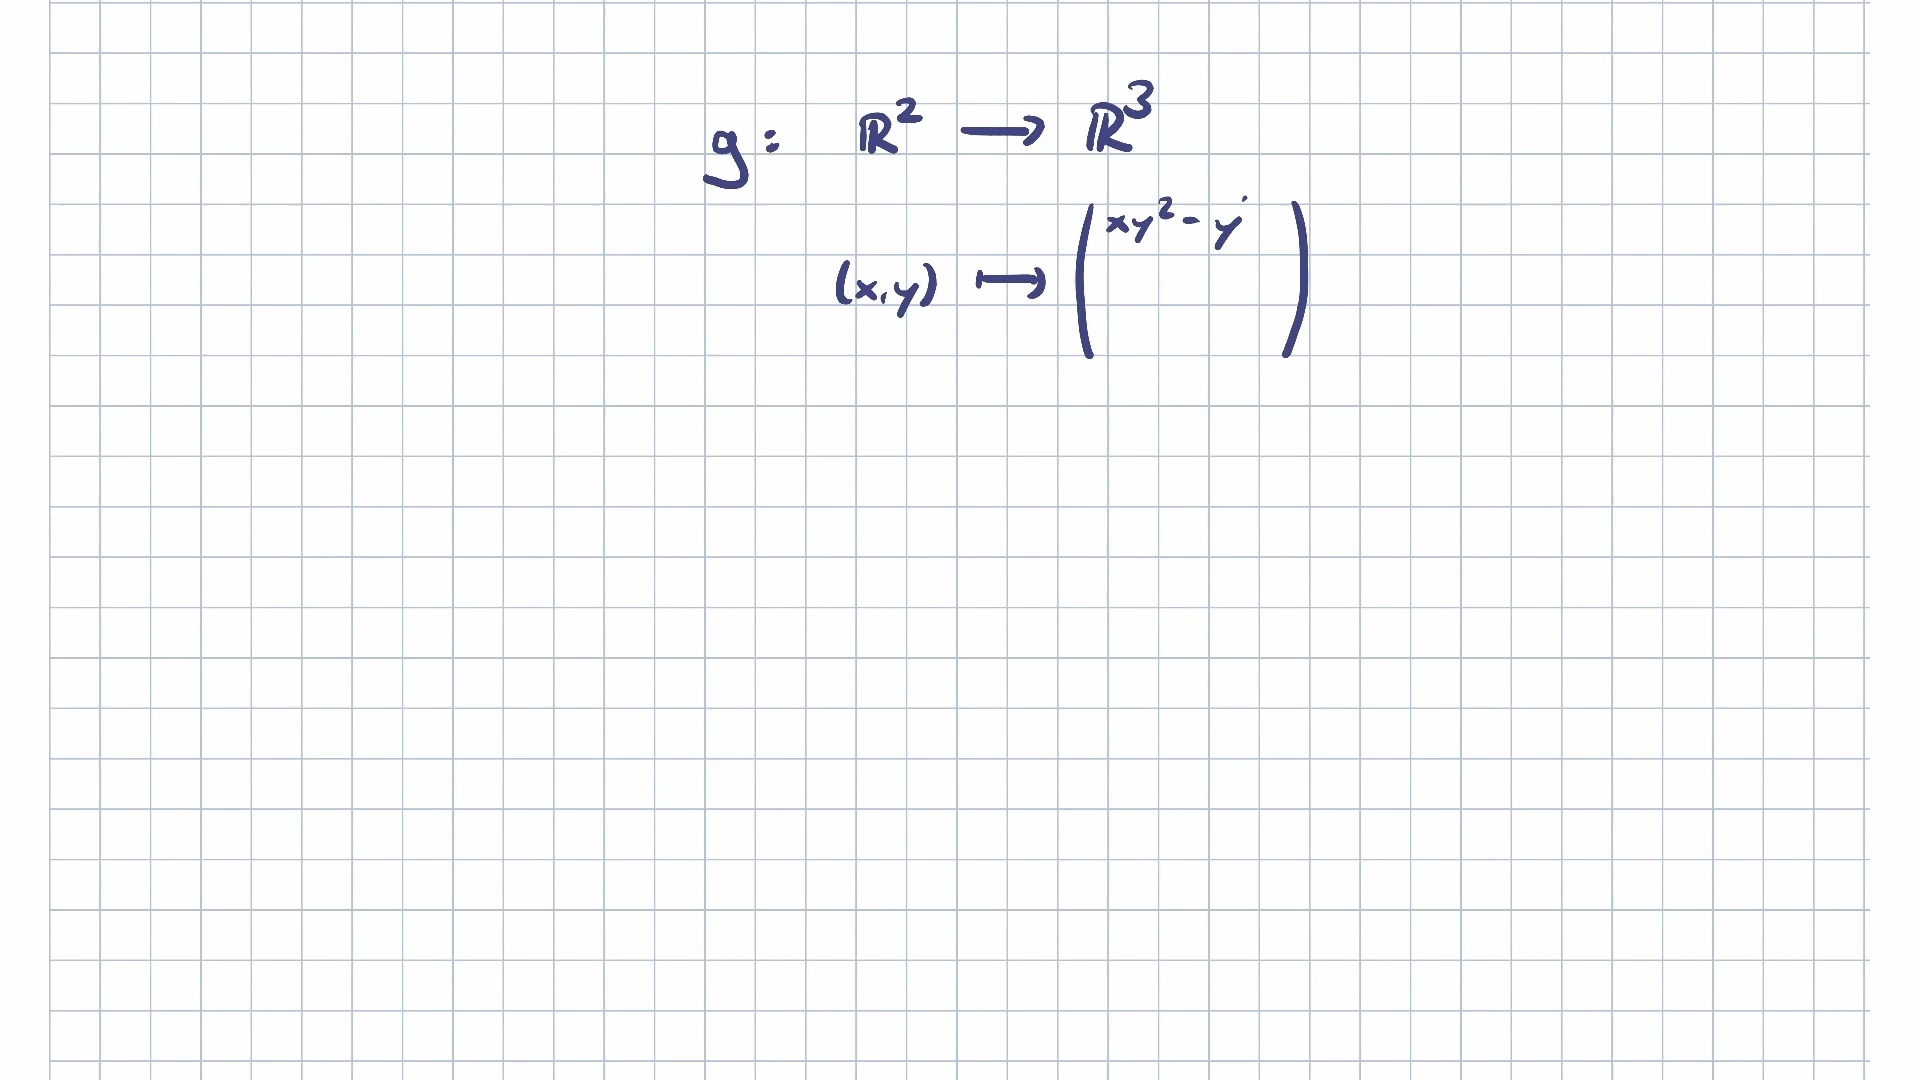 g: ℝ² ⟶ ℝ³
(x,y) ⟼ (xy² - y )